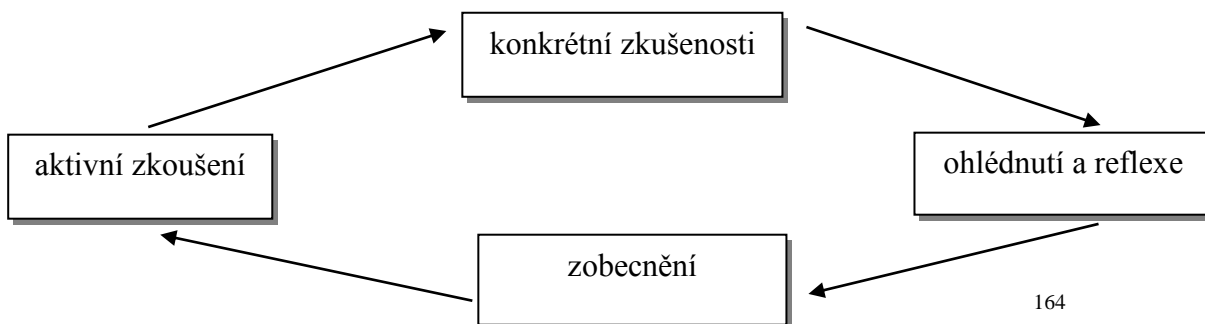 konkrétní zkušenosti
aktivní zkoušení
ohlédnutí a reflexe
zobecnění
164